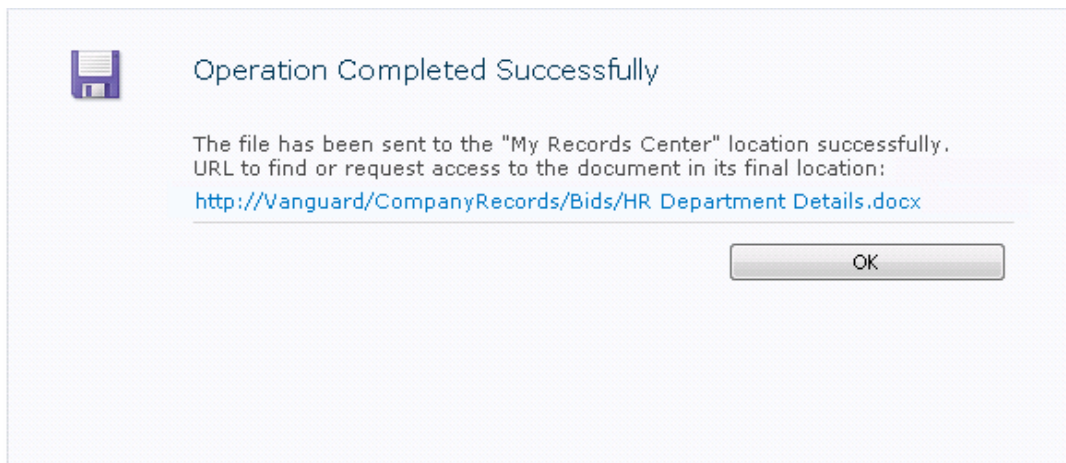 Operation Completed Successfully
The file has been sent to the "My Records Center" location successfully.
URL to find or request access to the document in its final location:
http://Vanguard/CompanyRecords/Bids/HR Department Details.docx
OK